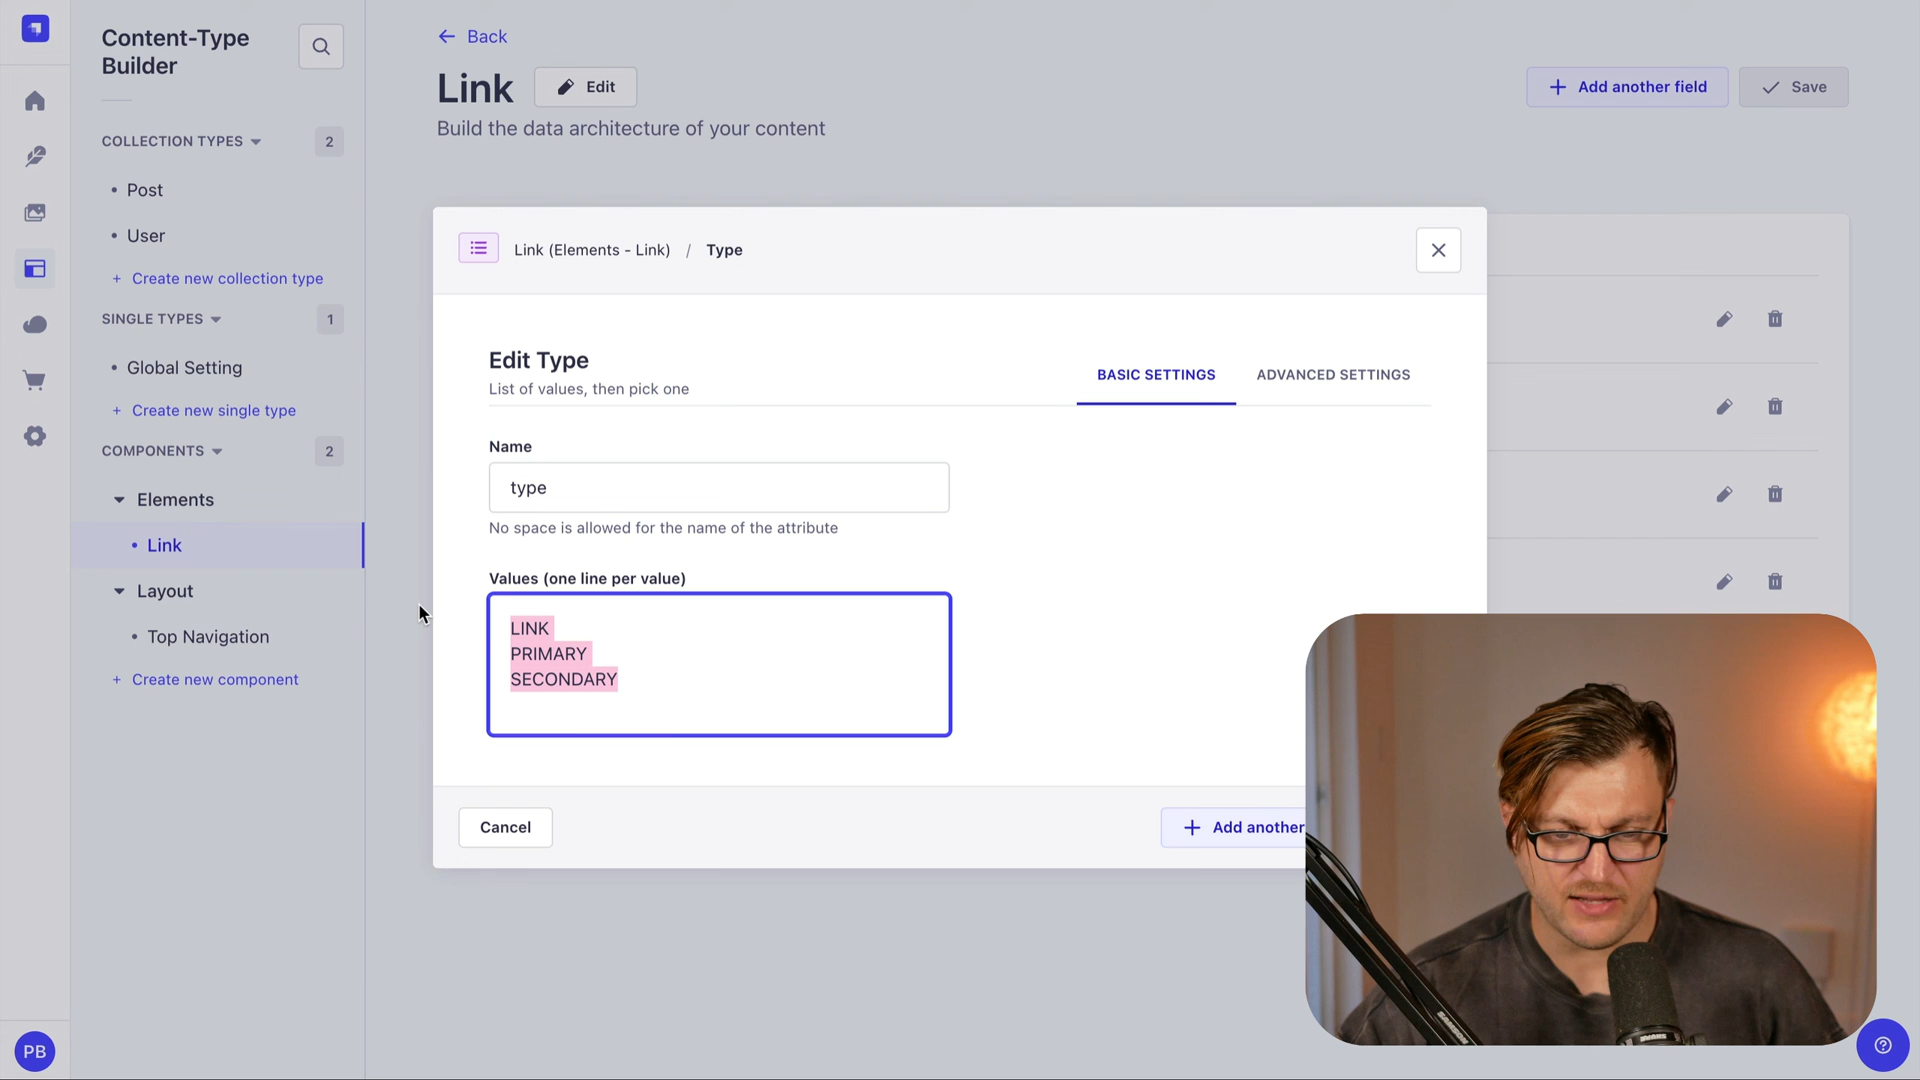 Content-Type
Builder
COLLECTION TYPES
2
• Post
• User
+ Create new collection type
SINGLE TYPES
1
• Global Setting
+ Create new single type
COMPONENTS
2
Elements
• Link
Layout
• Top Navigation
+ Create new component
PB
← Back
Link
Edit
Build the data architecture of your content
+ Add another field
Save
Link (Elements - Link) / Type
Edit Type
List of values, then pick one
BASIC SETTINGS
ADVANCED SETTINGS
Name
type
No space is allowed for the name of the attribute
Values (one line per value)
LINK
PRIMARY
SECONDARY
Cancel
+ Add another
SAMSON